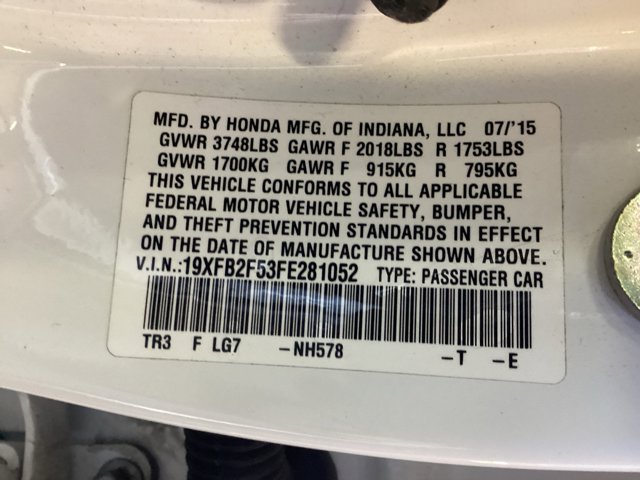 MFD. BY HONDA MFG. OF INDIANA, LLC 07/'15
GVWR 3748LBS GAWR F 2018LBS R 1753LBS
GVWR 1700KG GAWR F 915KG R 795KG
THIS VEHICLE CONFORMS TO ALL APPLICABLE
FEDERAL MOTOR VEHICLE SAFETY, BUMPER,
AND THEFT PREVENTION STANDARDS IN EFFECT
ON THE DATE OF MANUFACTURE SHOWN ABOVE.
V.I.N.:19XFB2F53FE281052 TYPE: PASSENGER CAR
TR3 F LG7 -NH578 -T -E